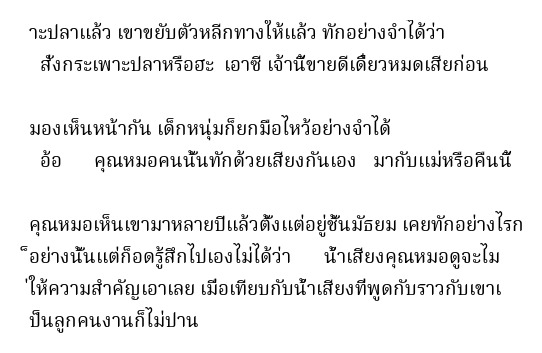 าะปลาแล้ว เขาขยับตัวหลีกทางให้แล้ว ทักอย่างจำได้ว่า
สั่งกระเพาะปลาหรือฮะ เอาซี เจ้านี้ขายดีเดี๋ยวหมดเสียก่อน
มองเห็นหน้ากัน เด็กหนุ่มก็ยกมือไหว้อย่างจำได้
อ้อ คุณหมอคนนั้นทักด้วยเสียงกันเอง มากับแม่หรือคืนนี้
คุณหมอเห็นเขามาหลายปีแล้วตั้งแต่อยู่ชั้นมัธยม เคยทักอย่างไรก
็อย่างนั้นแต่ก็อดรู้สึกไปเองไม่ได้ว่า น้ำเสียงคุณหมอดูจะไม
่ให้ความสำคัญเอาเลย เมื่อเทียบกับน้ำเสียงที่พูดกับราวกับเขาเ
ป็นลูกคนงานก็ไม่ปาน